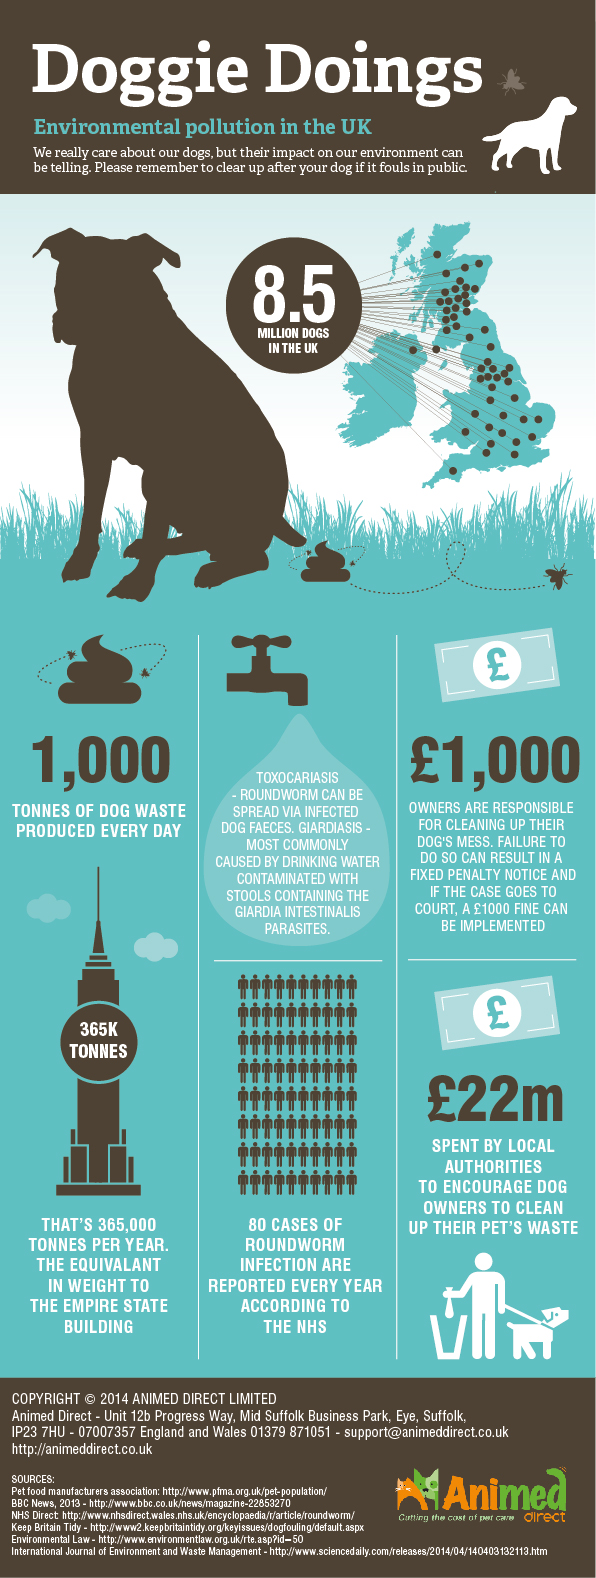 Doggie Doings
Environmental pollution in the UK
We really care about our dogs, but their impact on our environment can
be telling. Please remember to clear up after your dog if it fouls in public.
8.5
MILLION DOGS
IN THE UK
1,000
TONNES OF DOG WASTE
PRODUCED EVERY DAY
365K
TONNES
THAT'S 365,000
TONNES PER YEAR.
THE EQUIVALANT
IN WEIGHT TO
THE EMPIRE STATE
BUILDING
TOXOCARIASIS
- ROUNDWORM CAN BE
SPREAD VIA INFECTED
DOG FAECES. GIARDIASIS -
MOST COMMONLY
CAUSED BY DRINKING WATER
CONTAMINATED WITH
STOOLS CONTAINING THE
GIARDIA INTESTINALIS
PARASITES.
80 CASES OF
ROUNDWORM
INFECTION ARE
REPORTED EVERY YEAR
ACCORDING TO
THE NHS
£
£1,000
OWNERS ARE RESPONSIBLE
FOR CLEANING UP THEIR
DOG'S MESS. FAILURE TO
DO SO CAN RESULT IN A
FIXED PENALTY NOTICE AND
IF THE CASE GOES TO
COURT, A £1000 FINE CAN
BE IMPLEMENTED
£
£22m
SPENT BY LOCAL
AUTHORITIES
TO ENCOURAGE DOG
OWNERS TO CLEAN
UP THEIR PET'S WASTE
COPYRIGHT © 2014 ANIMED DIRECT LIMITED
Animed Direct - Unit 12b Progress Way, Mid Suffolk Business Park, Eye, Suffolk,
IP23 7HU - 07007357 England and Wales 01379 871051 - support@animeddirect.co.uk
http://animeddirect.co.uk
SOURCES:
Pet food manufacturers association: http://www.pfma.org.uk/pet-population/
BBC News, 2013 - http://www.bbc.co.uk/news/magazine-22853270
NHS Direct: http://www.nhsdirect.wales.nhs.uk/encyclopaedia/r/article/roundworm/
Keep Britain Tidy - http://www2.keepbritaintidy.org/keyissues/dogfouling/default.aspx
Environmental Law - http://www.environmentlaw.org.uk/rte.asp?id=50
International Journal of Environment and Waste Management - http://www.sciencedaily.com/releases/2014/04/140403132113.htm
Animed
direct
Cutting the cost of pet care